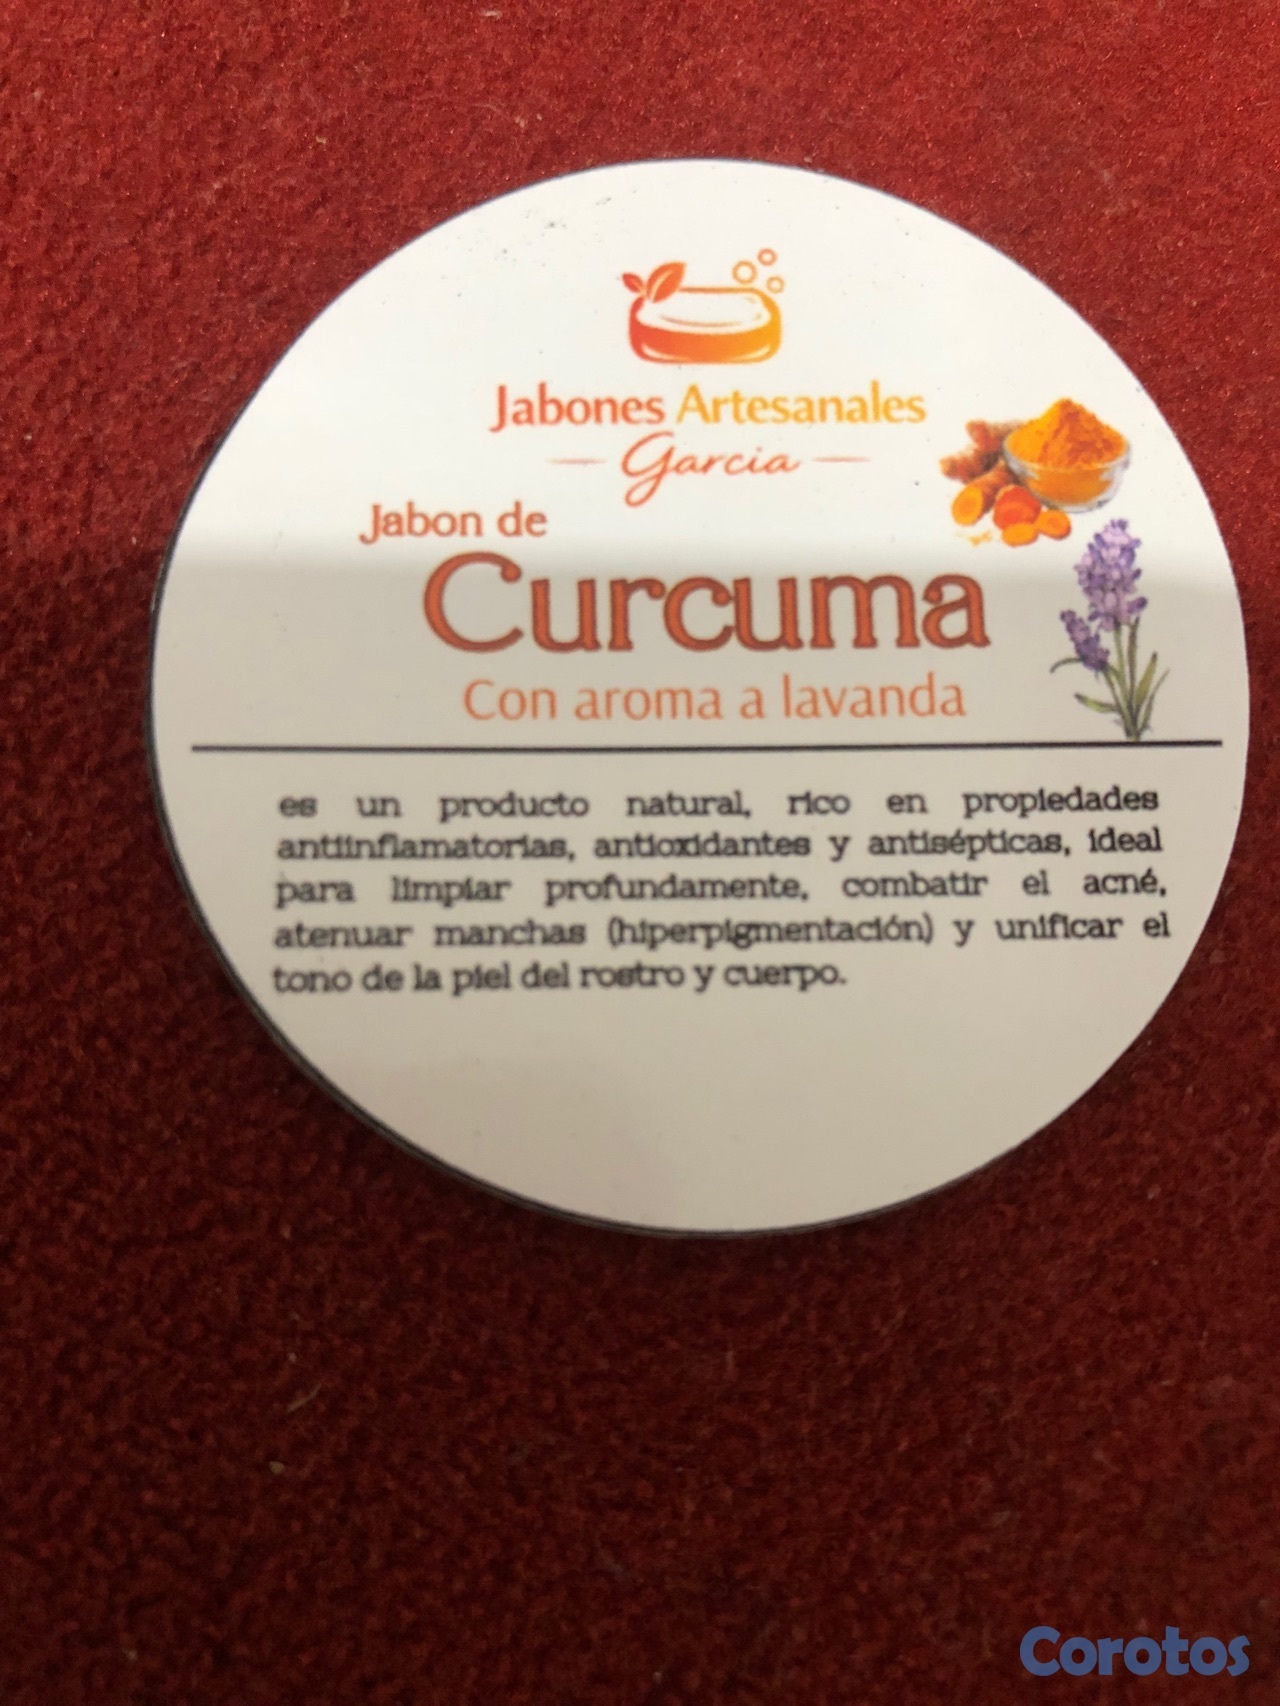 Jabones Artesanales
Garcia
Jabon de
Curcuma
Con aroma a lavanda
es un producto natural, rico en propiedades
antiinflamatorias, antioxidantes y antisépticas, ideal
para limpiar profundamente, combatir el acné,
atenuar manchas (hiperpigmentación) y unificar el
tono de la piel del rostro y cuerpo.
Corotos